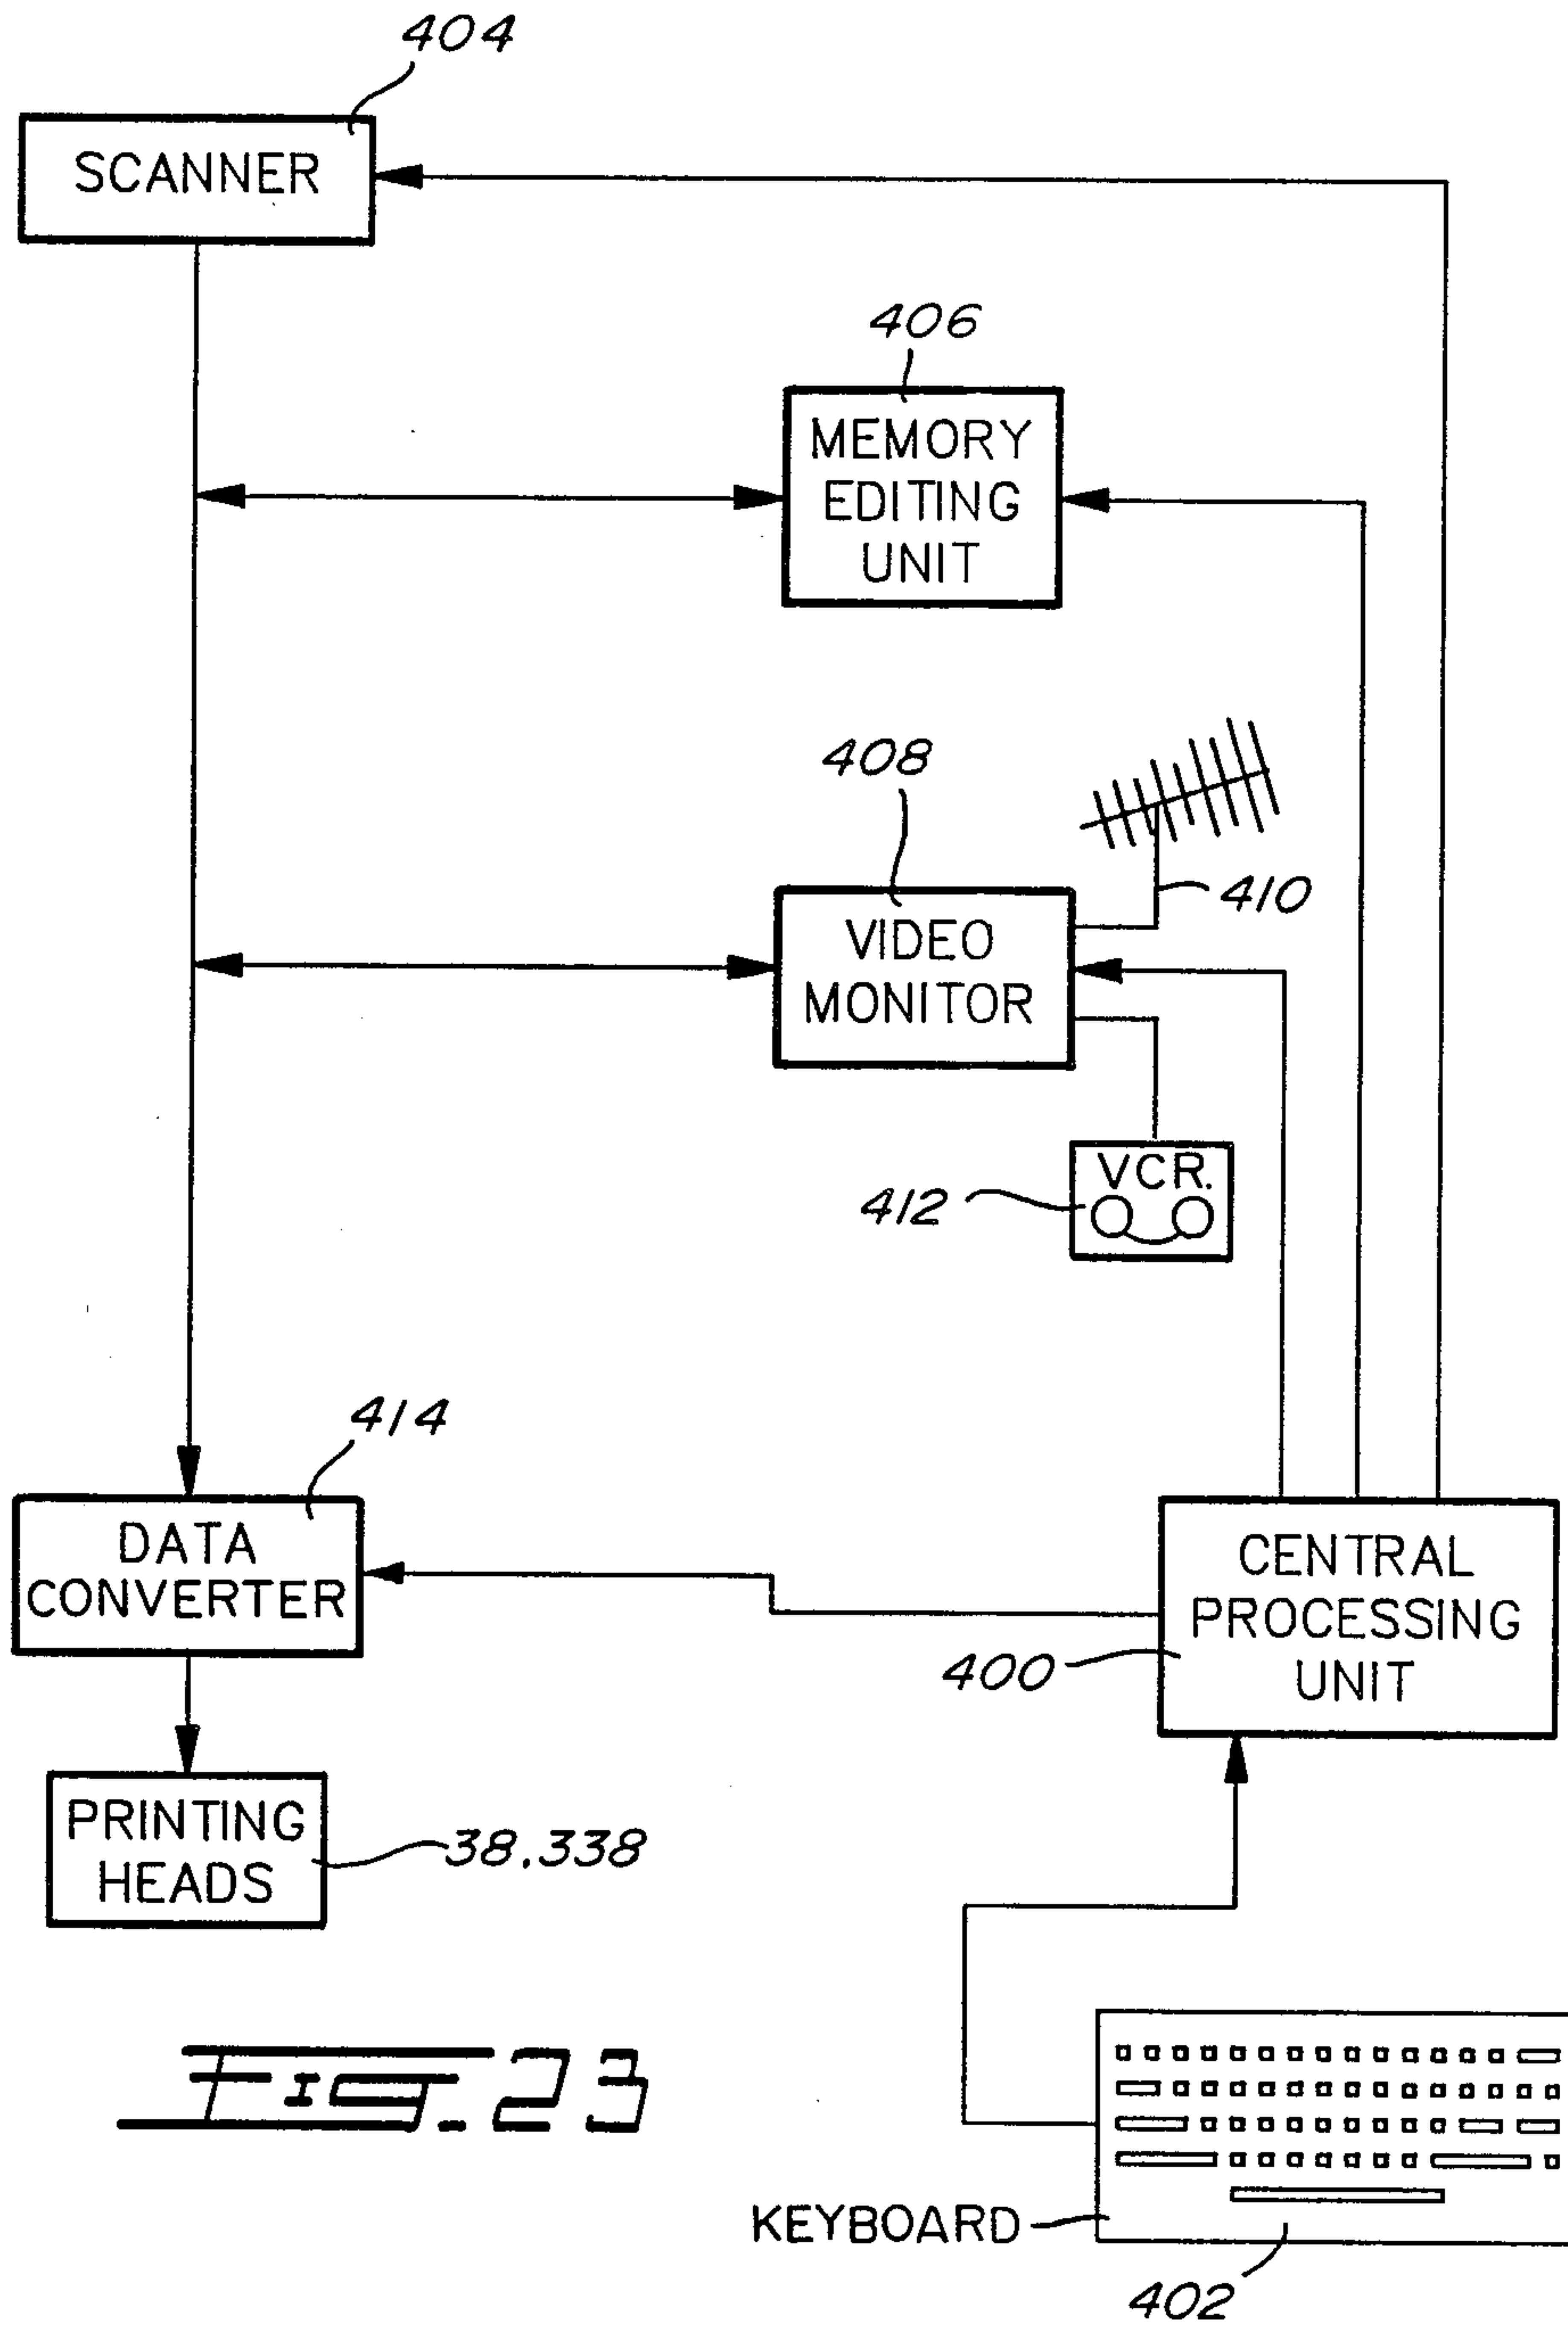 404
SCANNER
406
MEMORY
EDITING
UNIT
408
410
VIDEO
MONITOR
VCR.
412
414
DATA
CONVERTER
CENTRAL
PROCESSING
UNIT
400
PRINTING
HEADS
38,338
FIG. 23
KEYBOARD
402